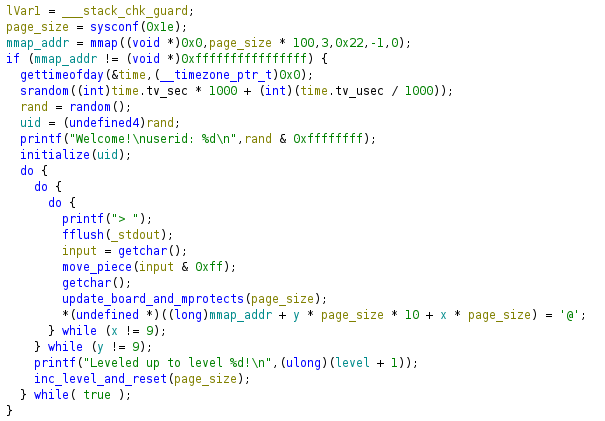 lVar1 = ___stack_chk_guard;
page_size = sysconf(0x1e);
mmap_addr = mmap((void *)0x0,page_size * 100,3,0x22,-1,0);
if (mmap_addr != (void *)0xffffffffffffffff) {
  gettimeofday(&time,(__timezone_ptr_t)0x0);
  srandom((int)time.tv_sec * 1000 + (int)(time.tv_usec / 1000));
  rand = random();
  uid = (undefined4)rand;
  printf("Welcome!\nuserid: %d\n",rand & 0xffffffff);
  initialize(uid);
  do {
    do {
      do {
        printf("> ");
        fflush(_stdout);
        input = getchar();
        move_piece(input & 0xff);
        getchar();
        update_board_and_mprotects(page_size);
        *(undefined *)((long)mmap_addr + y * page_size * 10 + x * page_size) = '@';
      } while (x != 9);
    } while (y != 9);
    printf("Leveled up to level %d!\n",(ulong)(level + 1));
    inc_level_and_reset(page_size);
  } while( true );
}